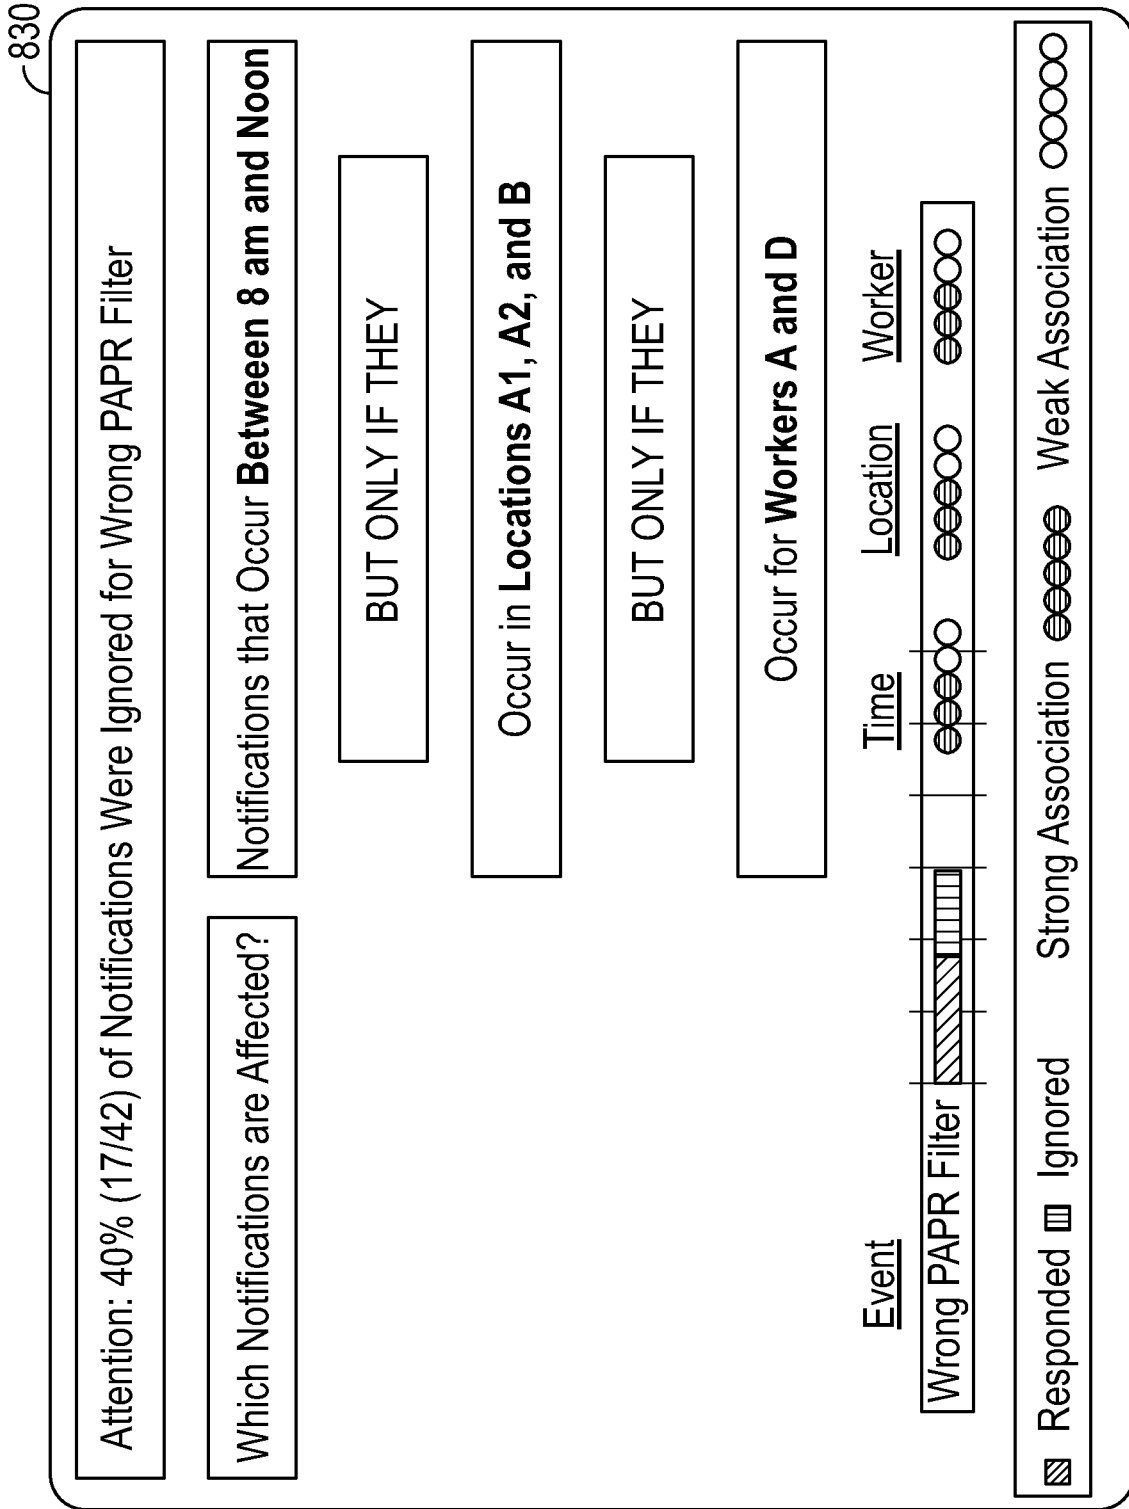 830
Attention: 40% (17/42) of Notifications Were Ignored for Wrong PAPR Filter
Which Notifications are Affected?
Notifications that Occur Betweeen 8 am and Noon
BUT ONLY IF THEY
Occur in Locations A1, A2, and B
BUT ONLY IF THEY
Occur for Workers A and D
Event Time Location Worker
Wrong PAPR Filter
Responded Ignored Strong Association Weak Association